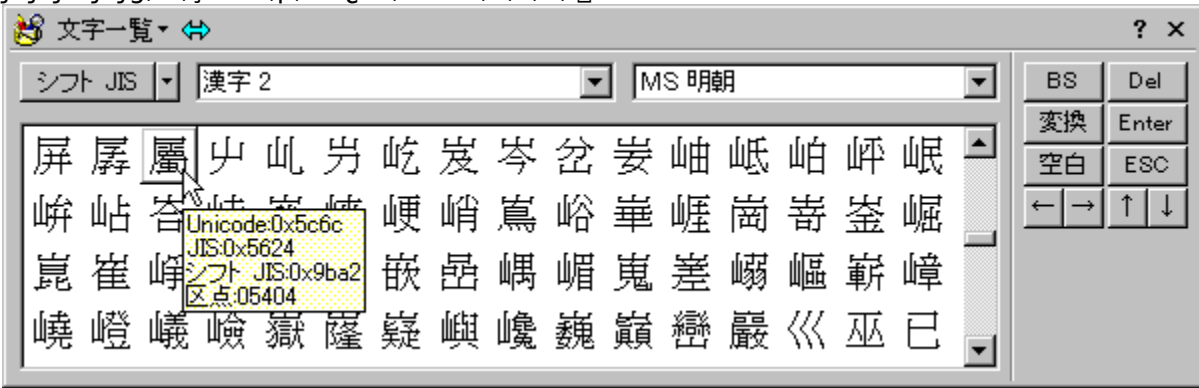 文字一覧 ? ×
シフト JIS 漢字 2 MS 明朝 BS Del
変換 Enter
屏 孱 屬 屮 乢 屶 屹 岌 岑 岔 妛 岫 岻 岶 岼 岷
空白 ESC
峅 岾 峇 峺 峭 嶌 峪 崋 崕 崗 嵜 崟 崛
← → ↑ ↓
Unicode:0x5c6c
JIS:0x5624
シフト JIS:0x9ba2
区点:05404
崑 崔 崢 嵌 嵒 嵎 嵋 嵬 嵳 嵶 嶇 嶄 嶂
嶢 嶝 嶬 嶮 嶽 嶐 嶷 嶼 巉 巍 巓 巒 巖 巛 巫 已